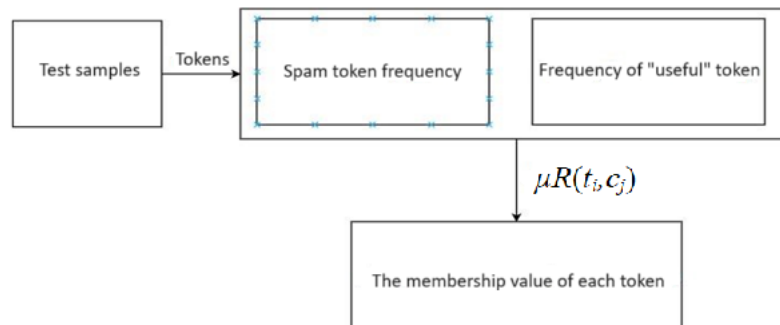 Test samples
Tokens
Spam token frequency
Frequency of "useful" token
μR(tᵢ,cⱼ)
The membership value of each token